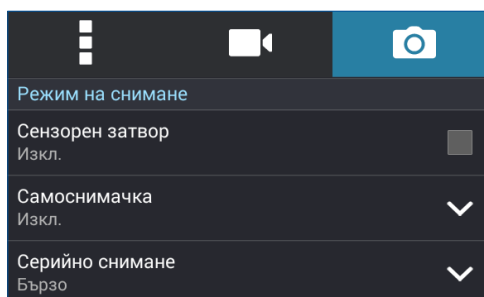 Режим на снимане
Сензорен затвор
Изкл.
Самоснимачка
Изкл.
Серийно снимане
Бързо